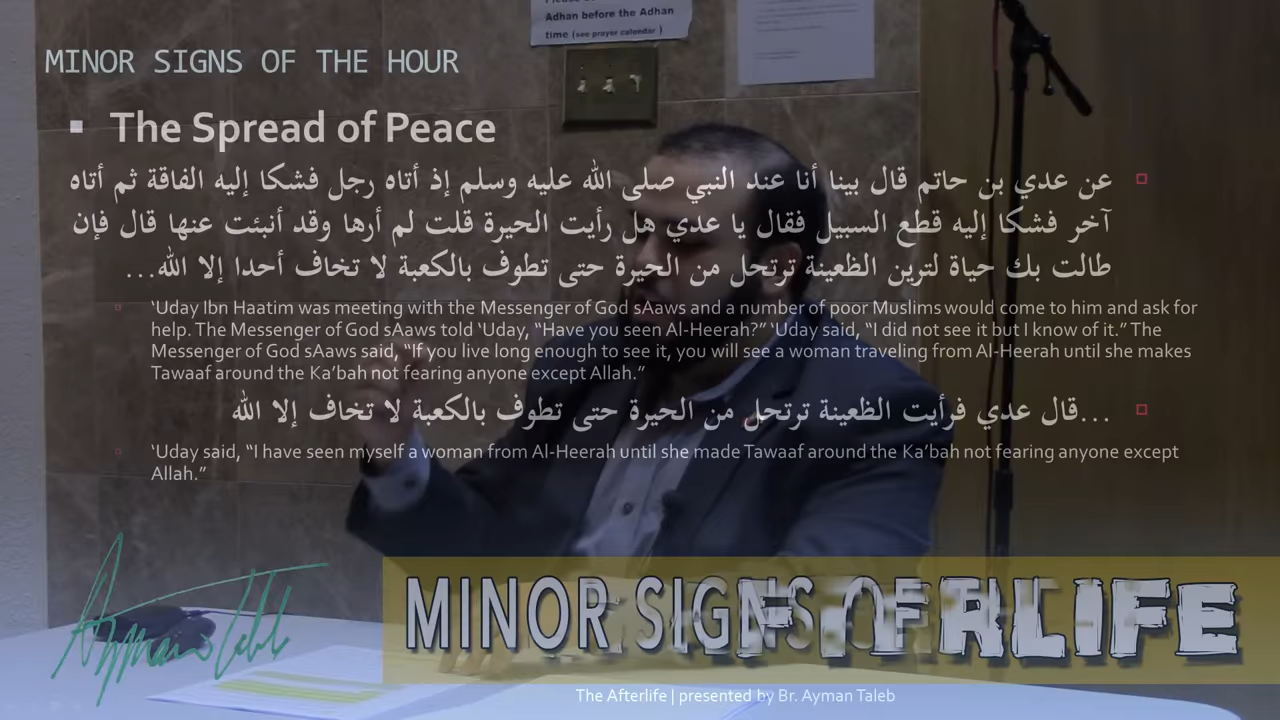 Adhan before the Adhan
time (see prayer calendar )
MINOR SIGNS OF THE HOUR
▪ The Spread of Peace
عن عدي بن حاتم قال بينا أنا عند النبي صلى الله عليه وسلم إذ أتاه رجل فشكا إليه الفاقة ثم أتاه
آخر فشكا إليه قطع السبيل فقال يا عدي هل رأيت الحيرة قلت لم أرها وقد أنبئت عنها قال فإن
طالت بك حياة لترين الظعينة ترتحل من الحيرة حتى تطوف بالكعبة لا تخاف أحدا إلا الله...
‘Uday Ibn Haatim was meeting with the Messenger of God sAaws and a number of poor Muslims would come to him and ask for
help. The Messenger of God sAaws told ‘Uday, “Have you seen Al-Heerah?” ‘Uday said, “I did not see it but I know of it.” The
Messenger of God sAaws said, “If you live long enough to see it, you will see a woman traveling from Al-Heerah until she makes
Tawaaf around the Ka’bah not fearing anyone except Allah.”
...قال عدي فرأيت الظعينة ترتحل من الحيرة حتى تطوف بالكعبة لا تخاف إلا الله
‘Uday said, “I have seen myself a woman from Al-Heerah until she made Tawaaf around the Ka’bah not fearing anyone except
Allah.”
Ayman Taleb
MINOR SIGNS OF
The Afterlife | presented by Br. Ayman Taleb